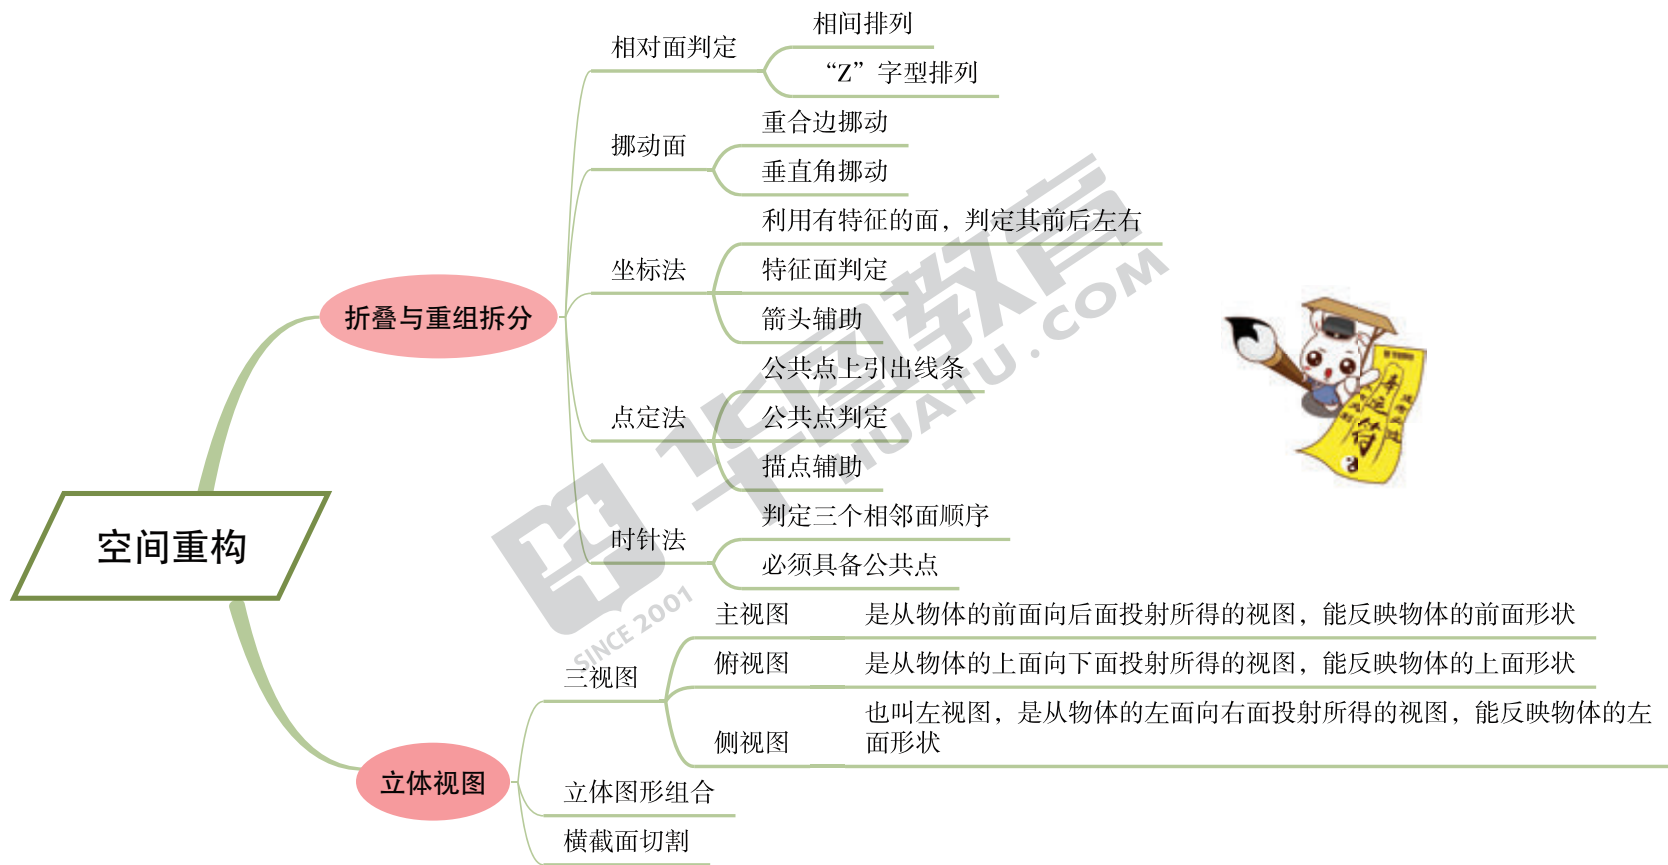 相间排列
相对面判定
“Z”字型排列
重合边挪动
挪动面
垂直角挪动
利用有特征的面，判定其前后左右
坐标法
特征面判定
箭头辅助
折叠与重组拆分
公共点上引出线条
点定法
公共点判定
描点辅助
判定三个相邻面顺序
时针法
必须具备公共点
空间重构
主视图 是从物体的前面向后面投射所得的视图，能反映物体的前面形状
三视图
俯视图 是从物体的上面向下面投射所得的视图，能反映物体的上面形状
也叫左视图，是从物体的左面向右面投射所得的视图，能反映物体的左
侧视图 面形状
立体视图
立体图形组合
横截面切割
华图教育
HUATU.COM
SINCE 2001
幸运符